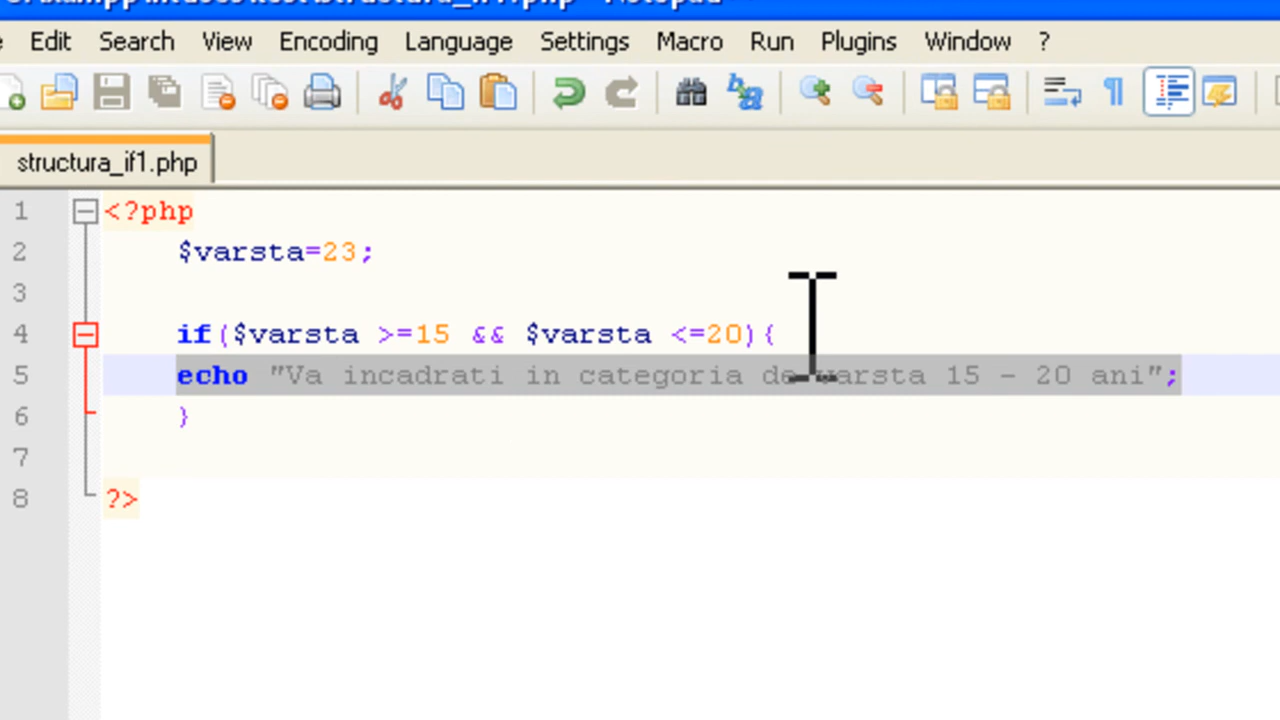 Edit Search View Encoding Language Settings Macro Run Plugins Window ?
structura_if1.php
1 <?php
2 $varsta=23;
3
4 if($varsta >=15 && $varsta <=20){
5 echo "Va incadrati in categoria de varsta 15 - 20 ani";
6 }
7
8 ?>